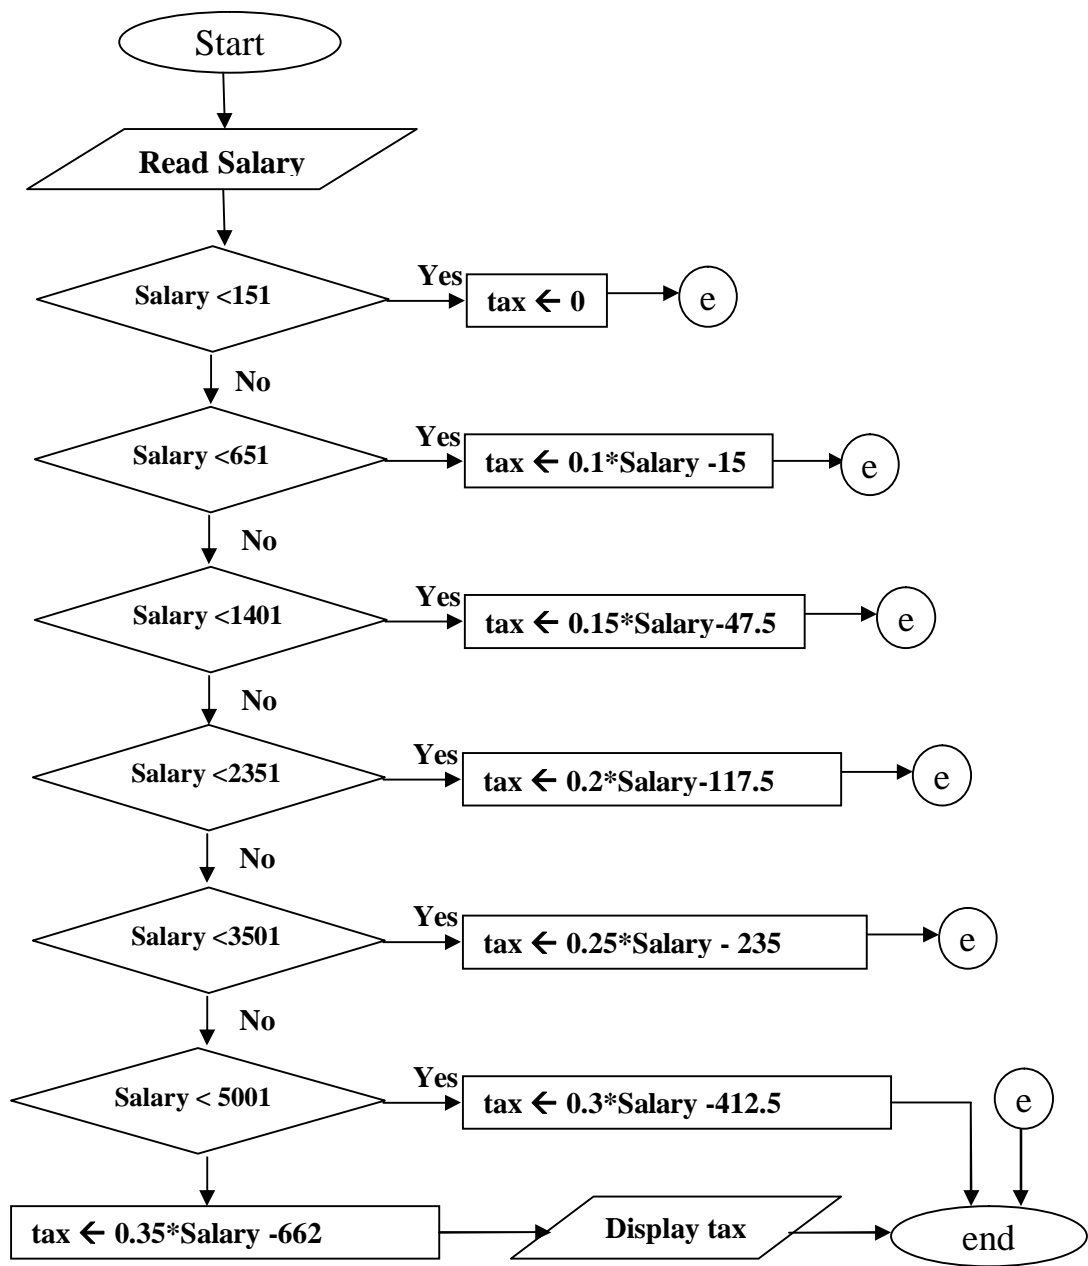 Start
Read Salary
Salary <151
Yes
tax ← 0
e
No
Salary <651
Yes
tax ← 0.1*Salary -15
e
No
Salary <1401
Yes
tax ← 0.15*Salary-47.5
e
No
Salary <2351
Yes
tax ← 0.2*Salary-117.5
e
No
Salary <3501
Yes
tax ← 0.25*Salary - 235
e
No
Salary < 5001
Yes
tax ← 0.3*Salary -412.5
e
tax ← 0.35*Salary -662
Display tax
end